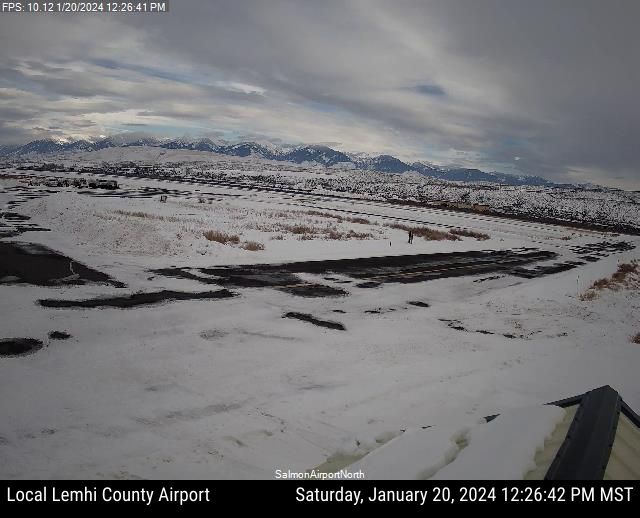 FPS: 10.12 1/20/2024 12:26:41 PM
SalmonAirportNorth
Local Lemhi County Airport Saturday, January 20, 2024 12:26:42 PM MST